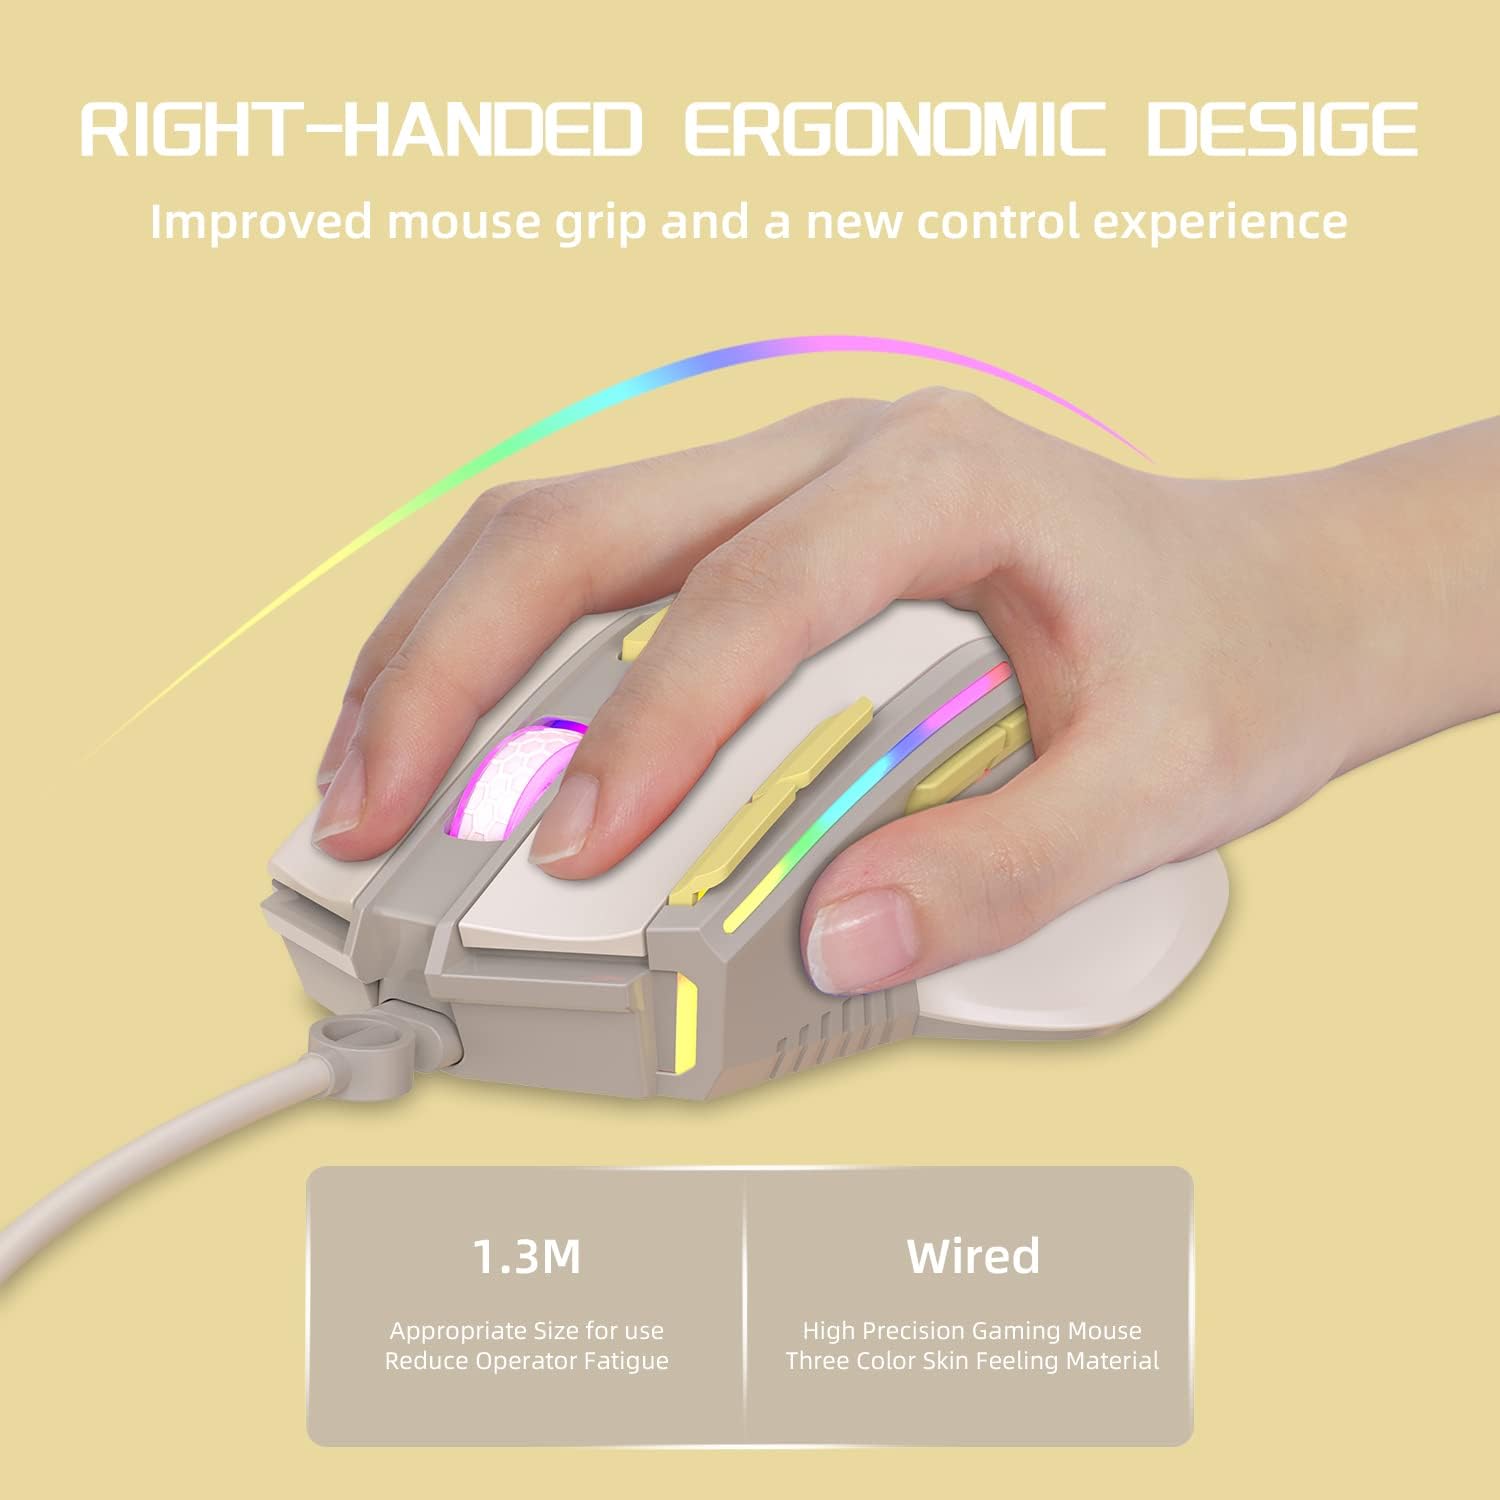 RIGHT-HANDED ERGONOMIC DESIGE
Improved mouse grip and a new control experience
1.3M
Appropriate Size for use
Reduce Operator Fatigue
Wired
High Precision Gaming Mouse
Three Color Skin Feeling Material